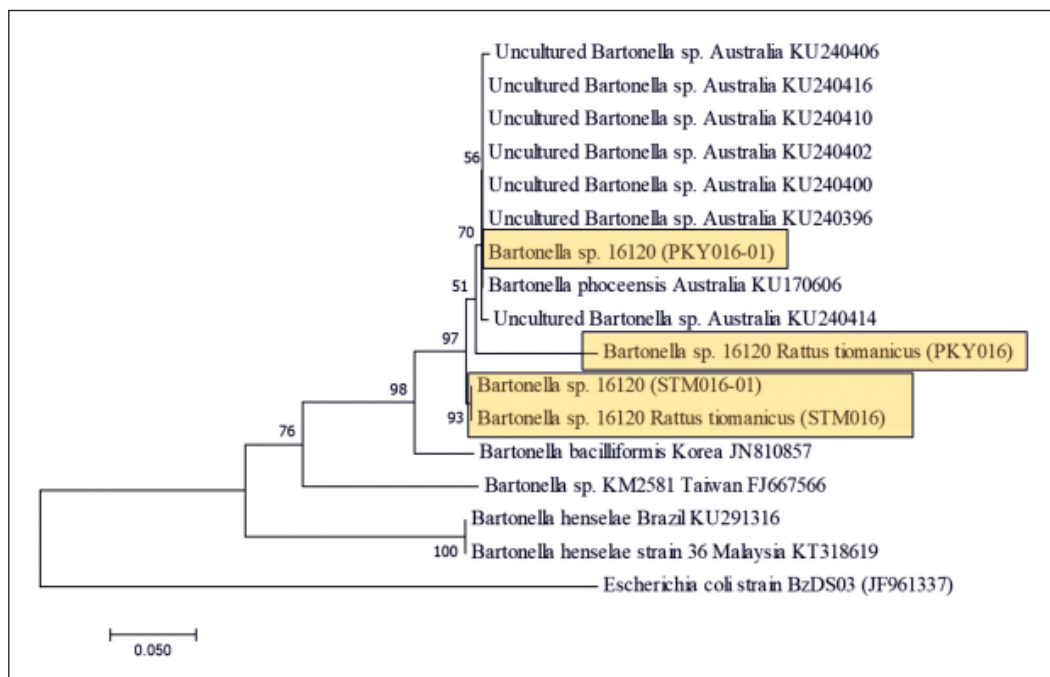 Uncultured Bartonella sp. Australia KU240406
Uncultured Bartonella sp. Australia KU240416
Uncultured Bartonella sp. Australia KU240410
56
Uncultured Bartonella sp. Australia KU240402
Uncultured Bartonella sp. Australia KU240400
Uncultured Bartonella sp. Australia KU240396
70
Bartonella sp. 16120 (PKY016-01)
51
Bartonella phoceensis Australia KU170606
Uncultured Bartonella sp. Australia KU240414
97
Bartonella sp. 16120 Rattus tiomanicus (PKY016)
98
Bartonella sp. 16120 (STM016-01)
93
Bartonella sp. 16120 Rattus tiomanicus (STM016)
76
Bartonella bacilliformis Korea JN810857
Bartonella sp. KM2581 Taiwan FJ667566
Bartonella henselae Brazil KU291316
100
Bartonella henselae strain 36 Malaysia KT318619
Escherichia coli strain BzDS03 (JF961337)
0.050